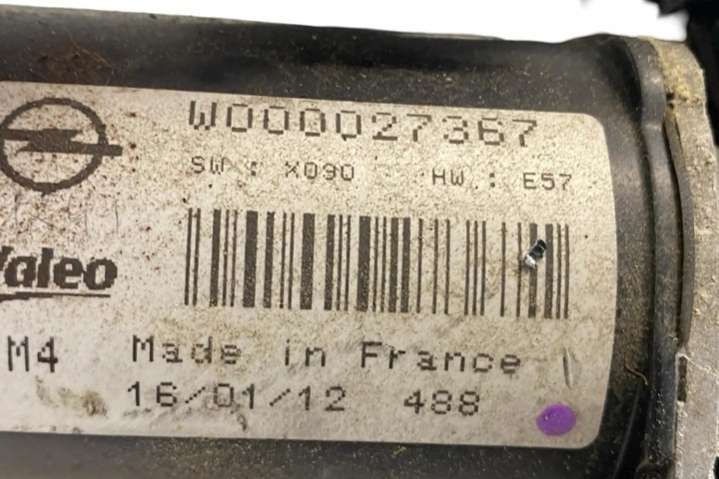 W000027367
SW : X090 HW : E57
Valeo
M4 Made in France
16/01/12 488